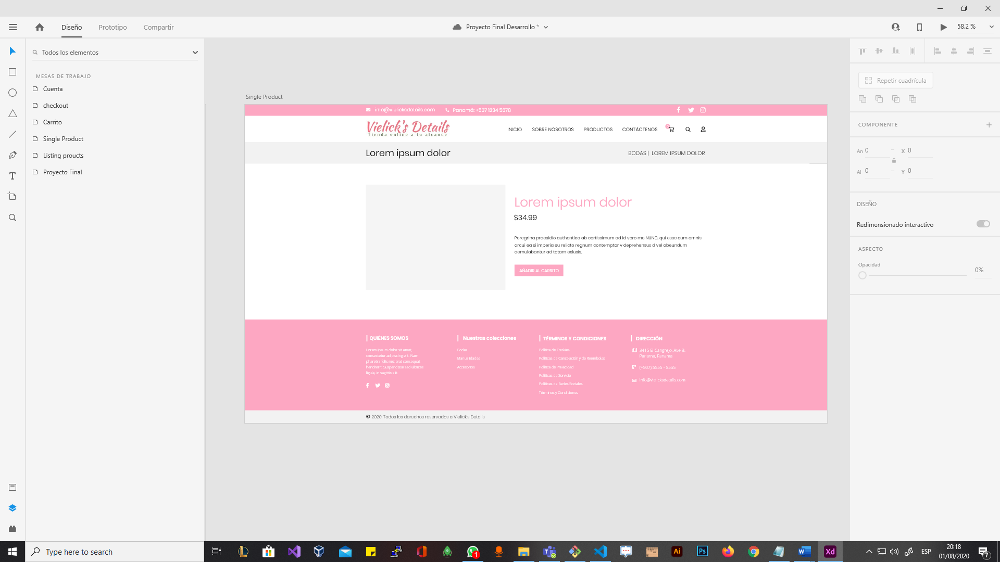 Diseño
Prototipo
Compartir
Proyecto Final Desarrollo *
58.2 %
Todos los elementos
MESAS DE TRABAJO
Cuenta
checkout
Carrito
Single Product
Listing proucts
Proyecto Final
Single Product
info@vielicksdetails.com
Panamá: +507 1234 5678
Vielick's Details
Tienda online a tu alcance
INICIO
SOBRE NOSOTROS
PRODUCTOS
CONTÁCTENOS
Lorem ipsum dolor
BODAS | LOREM IPSUM DOLOR
Lorem ipsum dolor
$34.99
Peregrina praesidio authentica ab certissimum ad id vero me NUNC, qui esse cum omnis
arcui ea si imperia eu relicto regnum contemptor v deprehensus d vel abeundum
aemulabantur ad totam exlusis.
AÑADIR AL CARRITO
QUIÉNES SOMOS
Lorem ipsum dolor sit amet,
consectetur adipiscing elit. Nam
pharetra felis nec erat consequat
hendrerit. Suspendisse sed ultrices
ligula, in sagittis elit
Nuestras colecciones
Bodas
Manualidades
Accesorios
TÉRMINOS Y CONDICIONES
Política de Cookies
Políticas de Cancelación y de Reembolso
Política de Privacidad
Políticas de Servicio
Políticas de Redes Sociales
Términos y Condiciones
DIRECCIÓN
3415 El Cangrejo, Ave B.
Panama, Panama
(+507) 5555 - 5555
info@vielicksdetails.com
© 2020. Todos los derechos reservados a Vielick's Details
Repetir cuadrícula
COMPONENTE
An 0
X 0
Al 0
Y 0
DISEÑO
Redimensionado interactivo
ASPECTO
Opacidad
0%
Type here to search
1
Ai
Ps
Xd
ESP
20:18
01/08/2020
7